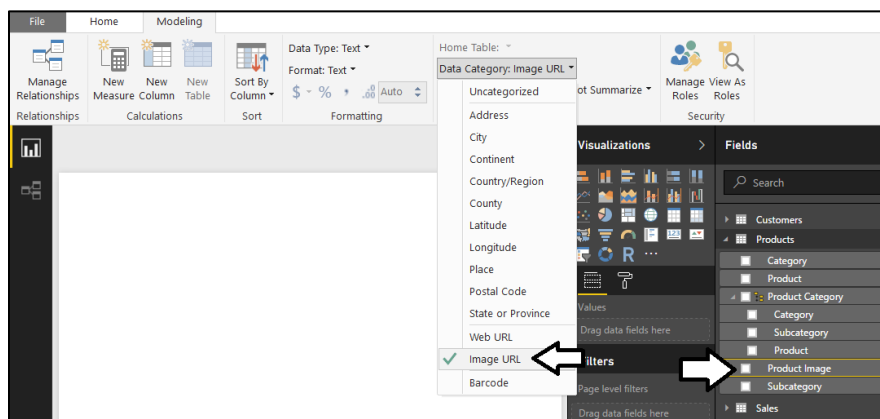 File Home Modeling
Manage Relationships
New Measure
New Column
New Table
Sort By Column
Data Type: Text
Format: Text
$ % , .00 Auto
Home Table:
Data Category: Image URL
ot Summarize
Manage Roles
View As Roles
Relationships Calculations Sort Formatting Security
Uncategorized
Address
City
Continent
Country/Region
County
Latitude
Longitude
Place
Postal Code
State or Province
Web URL
Image URL
Barcode
Visualizations
R
123
Values
Drag data fields here
Filters
Page level filters
Drag data fields here
Fields
Search
Customers
Products
Category
Product
Product Category
Category
Subcategory
Product
Product Image
Subcategory
Sales